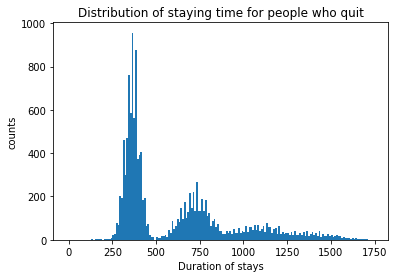 Distribution of staying time for people who quit
counts
1000
800
600
400
200
0
0 250 500 750 1000 1250 1500 1750
Duration of stays